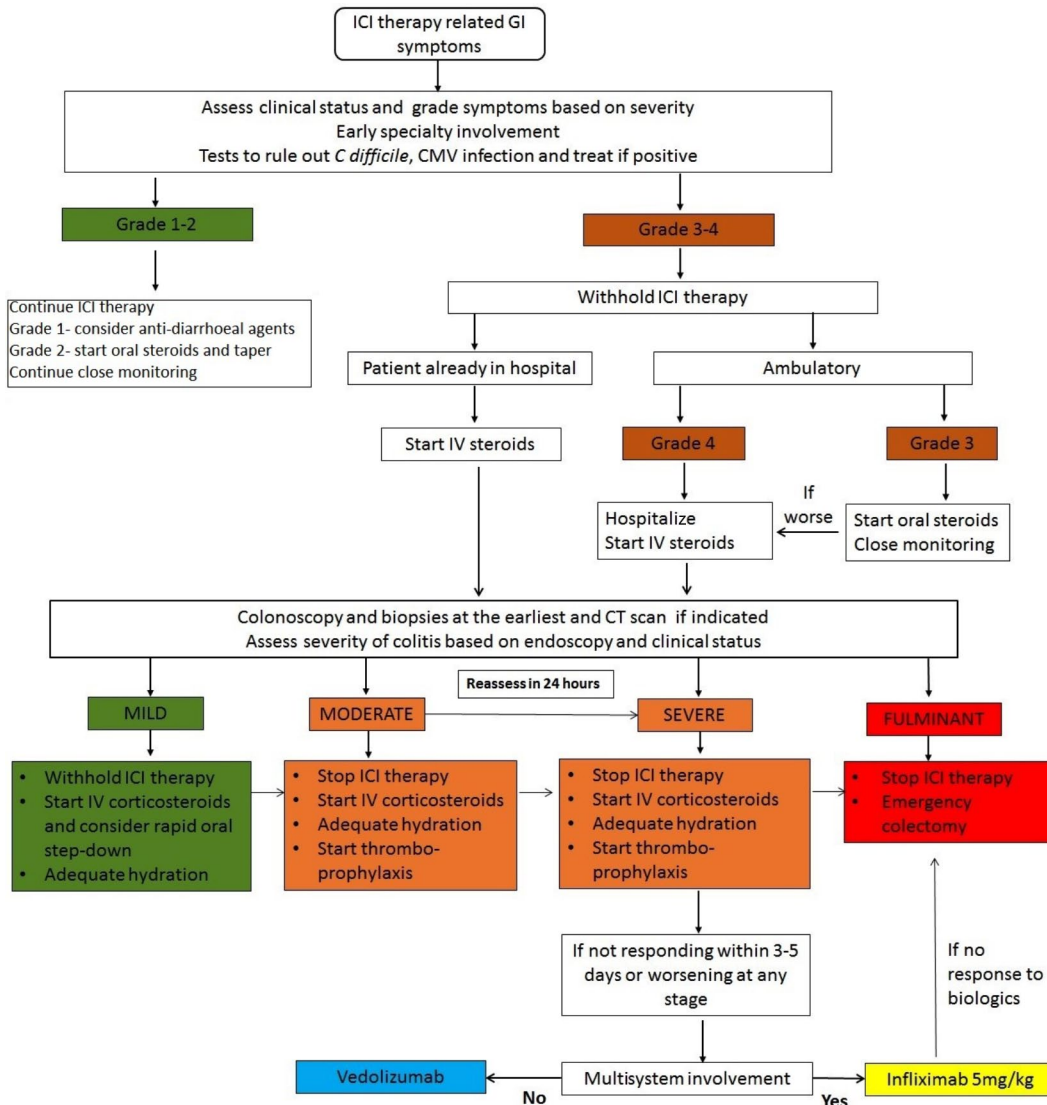 ICI therapy related GI
symptoms
Assess clinical status and grade symptoms based on severity
Early specialty involvement
Tests to rule out C difficile, CMV infection and treat if positive
Grade 1-2
Grade 3-4
Continue ICI therapy
Grade 1- consider anti-diarrhoeal agents
Grade 2- start oral steroids and taper
Continue close monitoring
Withhold ICI therapy
Patient already in hospital
Ambulatory
Start IV steroids
Grade 4
Grade 3
Hospitalize
Start IV steroids
If
worse
Start oral steroids
Close monitoring
Colonoscopy and biopsies at the earliest and CT scan if indicated
Assess severity of colitis based on endoscopy and clinical status
Reassess in 24 hours
MILD
MODERATE
SEVERE
FULMINANT
• Withhold ICI therapy
• Start IV corticosteroids
and consider rapid oral
step-down
• Adequate hydration
• Stop ICI therapy
• Start IV corticosteroids
• Adequate hydration
• Start thrombo-
prophylaxis
• Stop ICI therapy
• Start IV corticosteroids
• Adequate hydration
• Start thrombo-
prophylaxis
• Stop ICI therapy
• Emergency
colectomy
If not responding within 3-5
days or worsening at any
stage
If no
response to
biologics
Vedolizumab
No
Multisystem involvement
Yes
Infliximab 5mg/kg